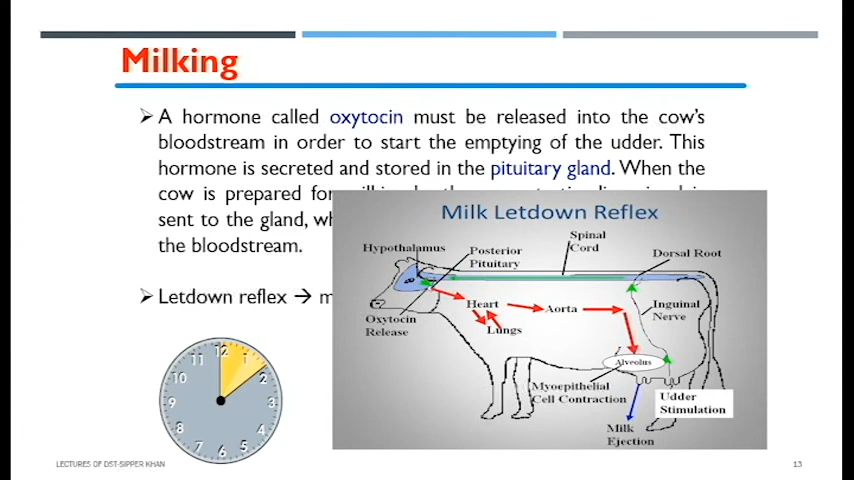 Milking
A hormone called oxytocin must be released into the cow's
bloodstream in order to start the emptying of the udder. This
hormone is secreted and stored in the pituitary gland. When the
cow is prepared for
sent to the gland,
the bloodstream.
Letdown reflex → 
Milk Letdown Reflex
Spinal
Cord
Hypothalamus
Posterior
Pituitary
Dorsal Root
Heart
Aorta
Inguinal
Nerve
Oxytocin
Release
Lungs
Alveolus
Myoepithelial
Cell Contraction
Udder
Stimulation
Milk
Ejection
12
1
2
3
4
5
6
7
8
9
10
11
LECTURES OF DST-SIPPER KHAN
13